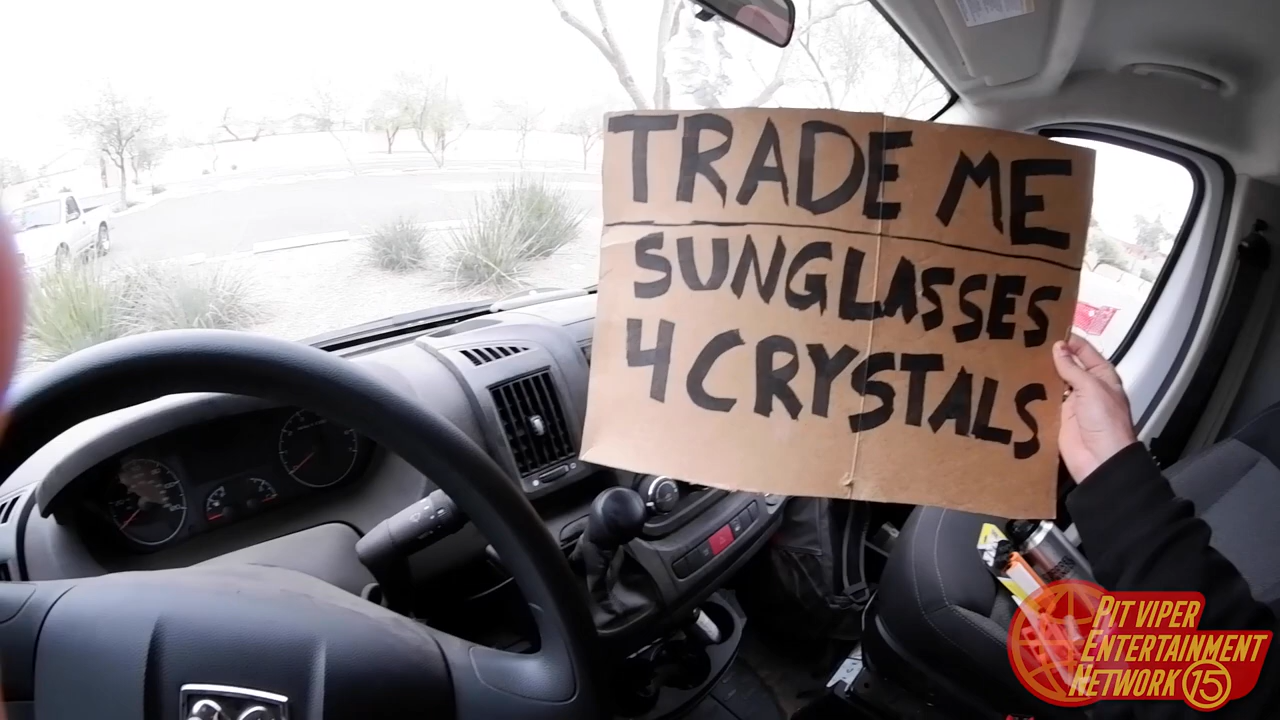 TRADE ME
SUNGLASSES
4 CRYSTALS
PIT VIPER
ENTERTAINMENT
NETWORK 15